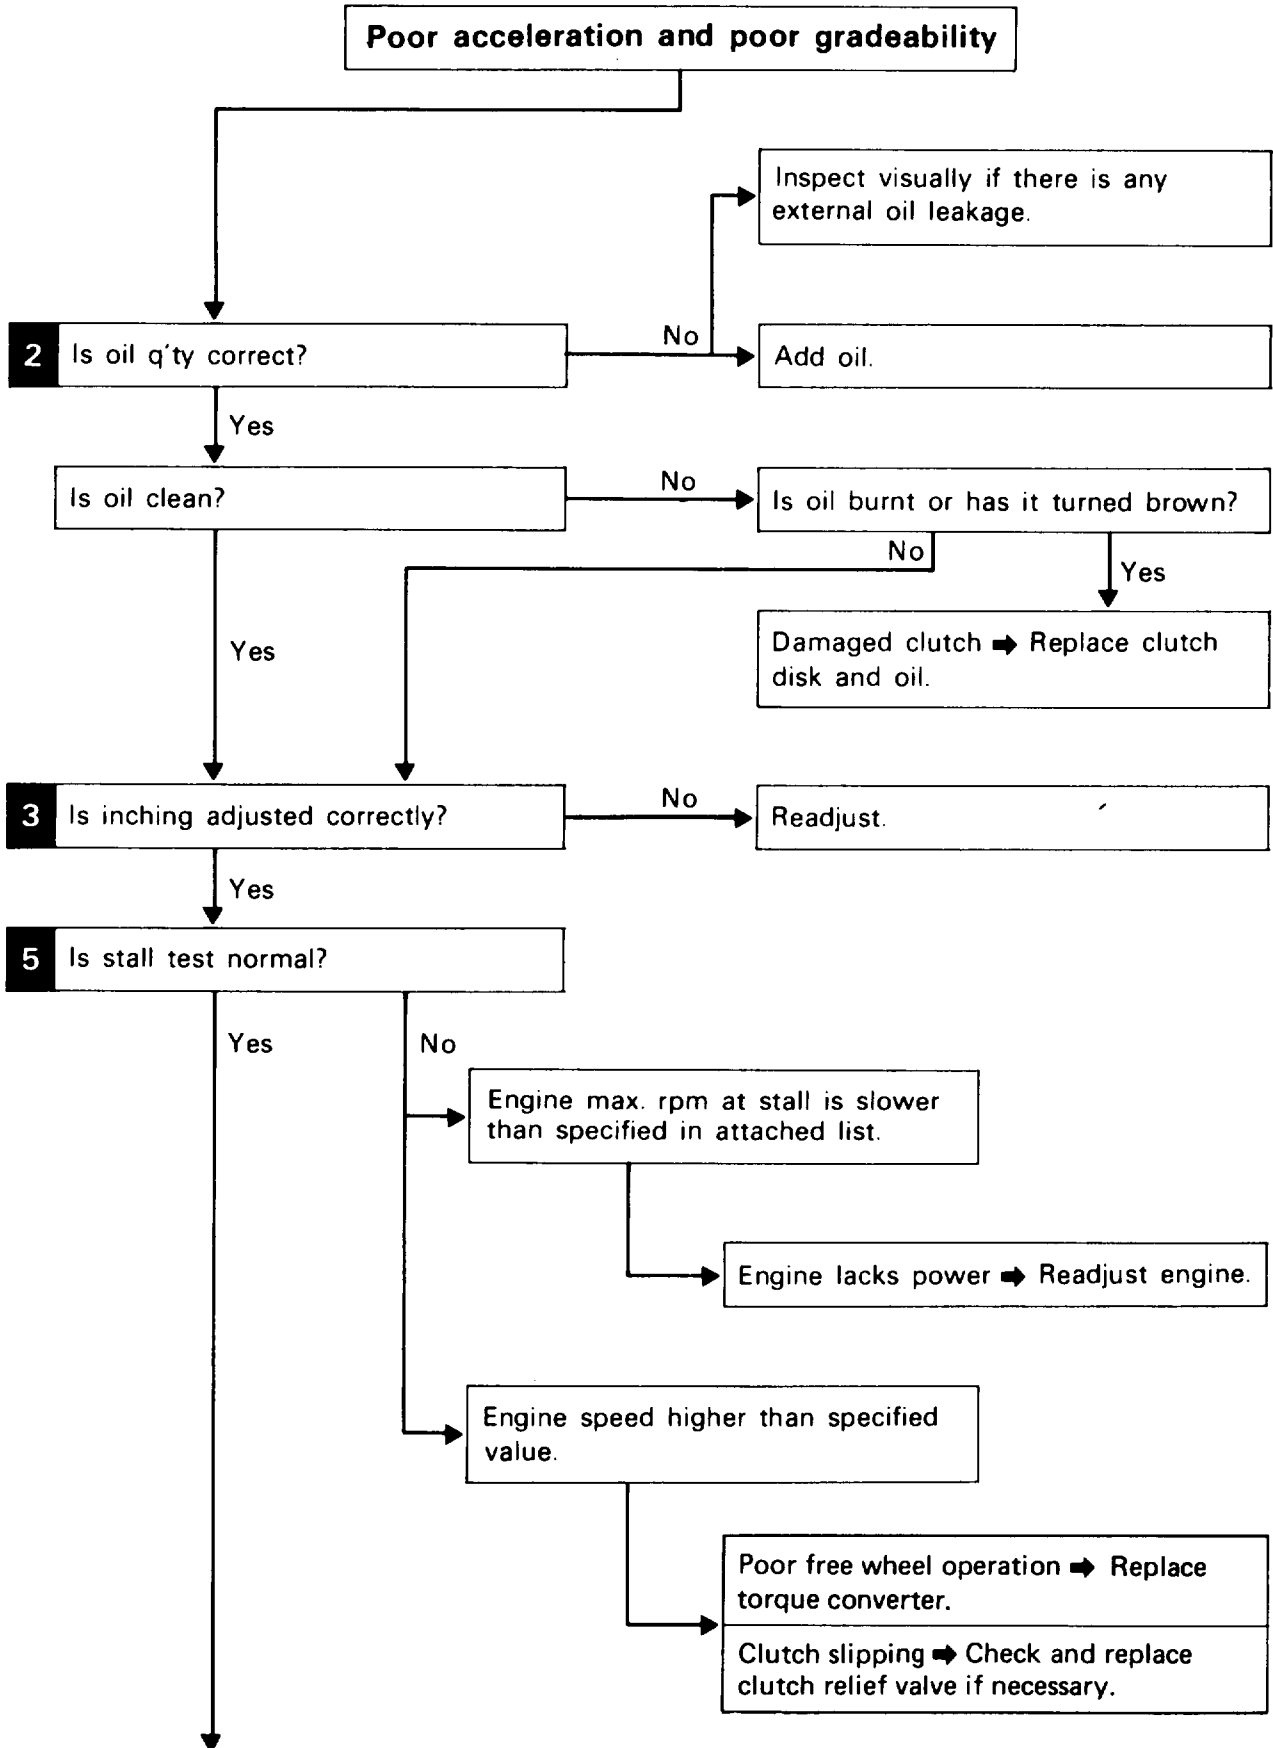 Poor acceleration and poor gradeability
Inspect visually if there is any
external oil leakage.
2 Is oil q'ty correct?
No
Add oil.
Yes
Is oil clean?
No
Is oil burnt or has it turned brown?
No
Yes
Damaged clutch ➡ Replace clutch
disk and oil.
Yes
3 Is inching adjusted correctly?
No
Readjust.
Yes
5 Is stall test normal?
Yes
No
Engine max. rpm at stall is slower
than specified in attached list.
Engine lacks power ➡ Readjust engine.
Engine speed higher than specified
value.
Poor free wheel operation ➡ Replace
torque converter.
Clutch slipping ➡ Check and replace
clutch relief valve if necessary.